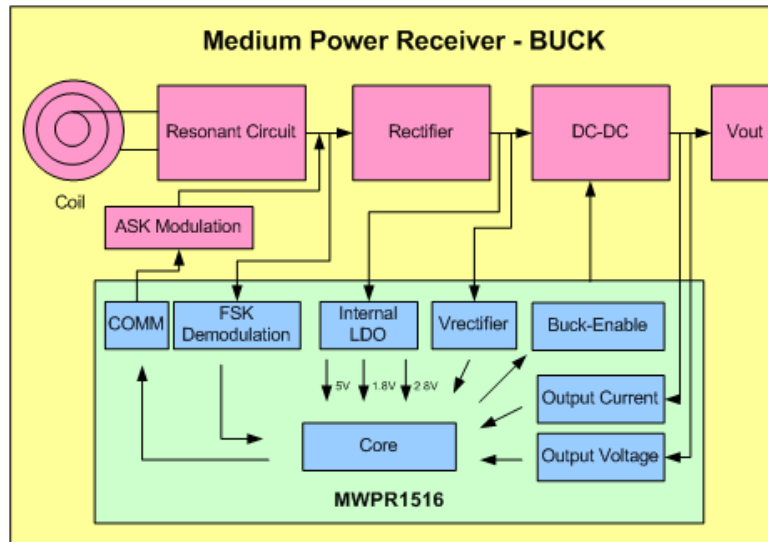 Medium Power Receiver - BUCK
Resonant Circuit
Rectifier
DC-DC
Vout
Coil
ASK Modulation
COMM
FSK
Demodulation
Internal
LDO
Vrectifier
Buck-Enable
5V
1.8V
2.8V
Output Current
Core
Output Voltage
MWPR1516